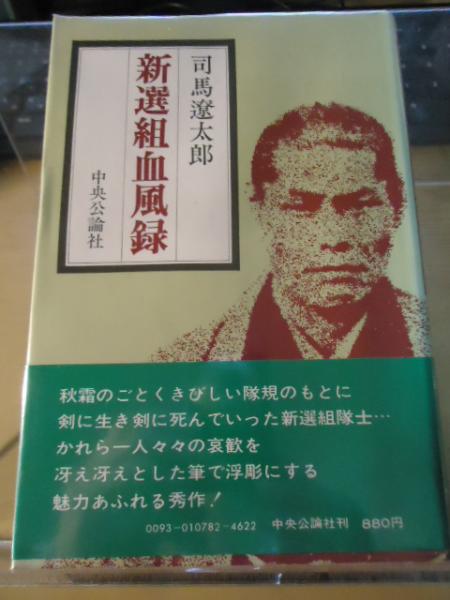 司馬遼太郎
新選組血風録
中央公論社
秋霜のごとくきびしい隊規のもとに
剣に生き剣に死んでいった新選組隊士…
かれら一人々々の哀歓を
冴え冴えとした筆で浮彫にする
魅力あふれる秀作!
0093-010782-4622 中央公論社刊 880円